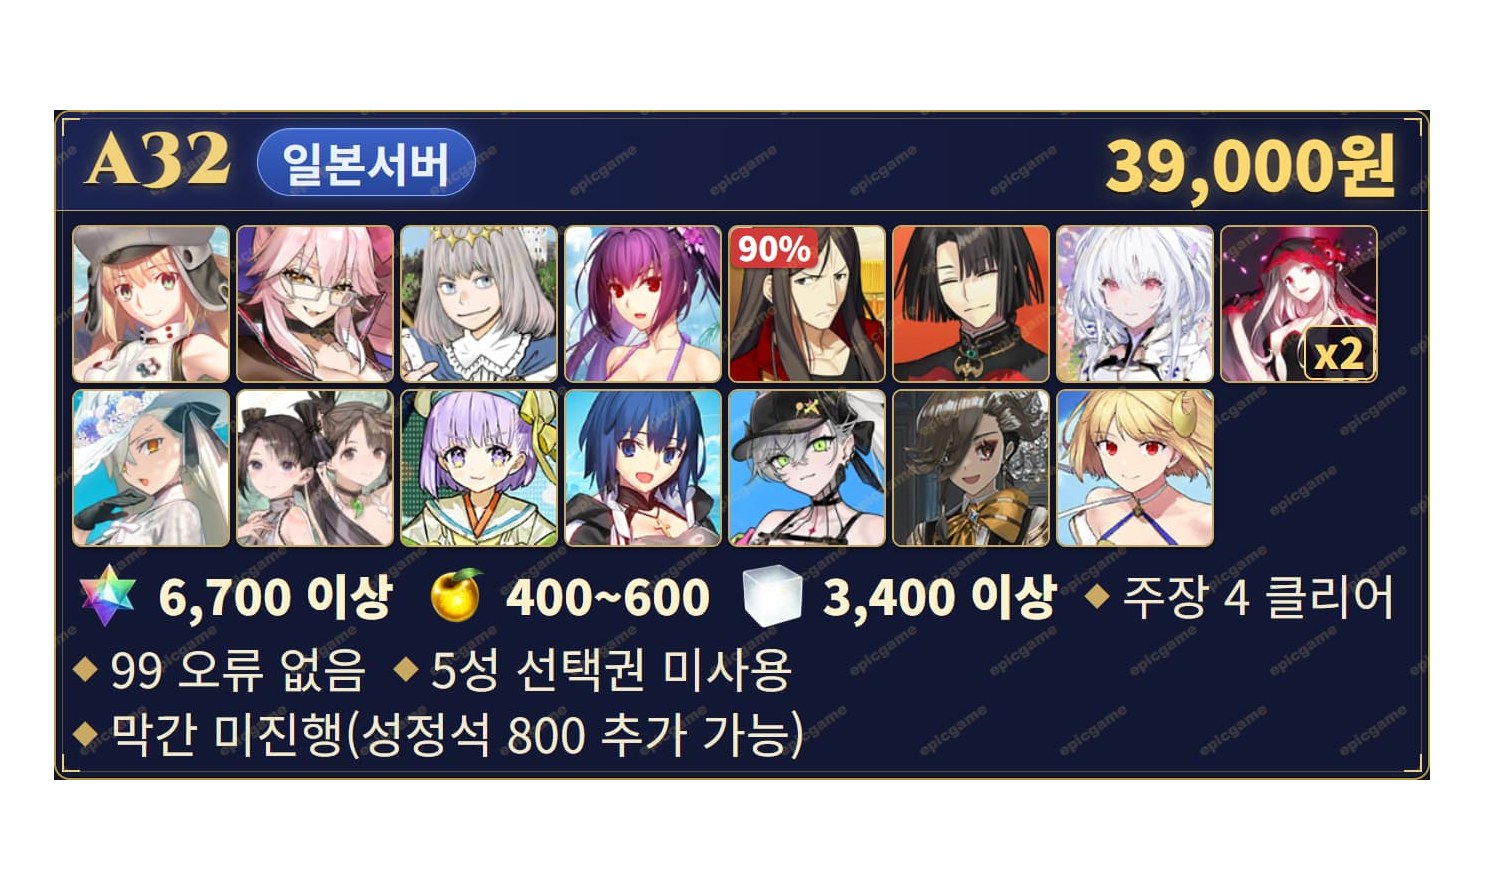 A32 일본서버 39,000원
90%
x2
6,700 이상 400~600 3,400 이상 ◆ 주장 4 클리어
◆ 99 오류 없음 ◆ 5성 선택권 미사용
◆ 막간 미진행(성정석 800 추가 가능)
epicgame